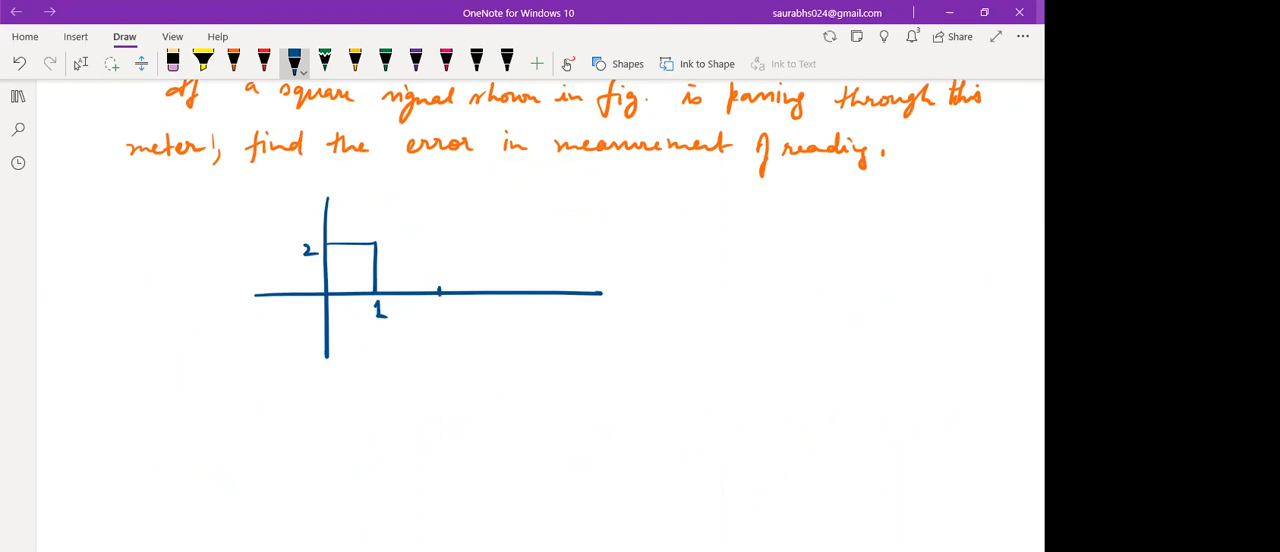 OneNote for Windows 10
saurabhs024@gmail.com
Home Insert Draw View Help
Share
Shapes
Ink to Shape
Ink to Text
If a square signal shown in fig. is passing through this
meter, find the error in measurement of reading.
2
1